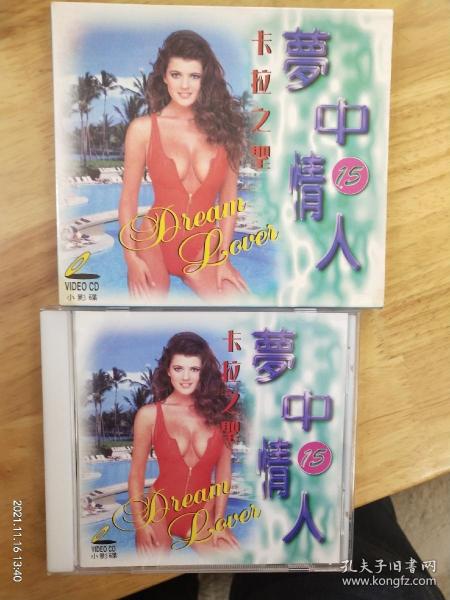 夢中情人
15
卡拉之聖
Dream
Lover
VIDEO CD
小影碟
夢中情人
15
卡拉之聖
Dream
Lover
VIDEO CD
小影碟
2021.11.16 13:40
孔夫子旧书网
www.kongfz.com